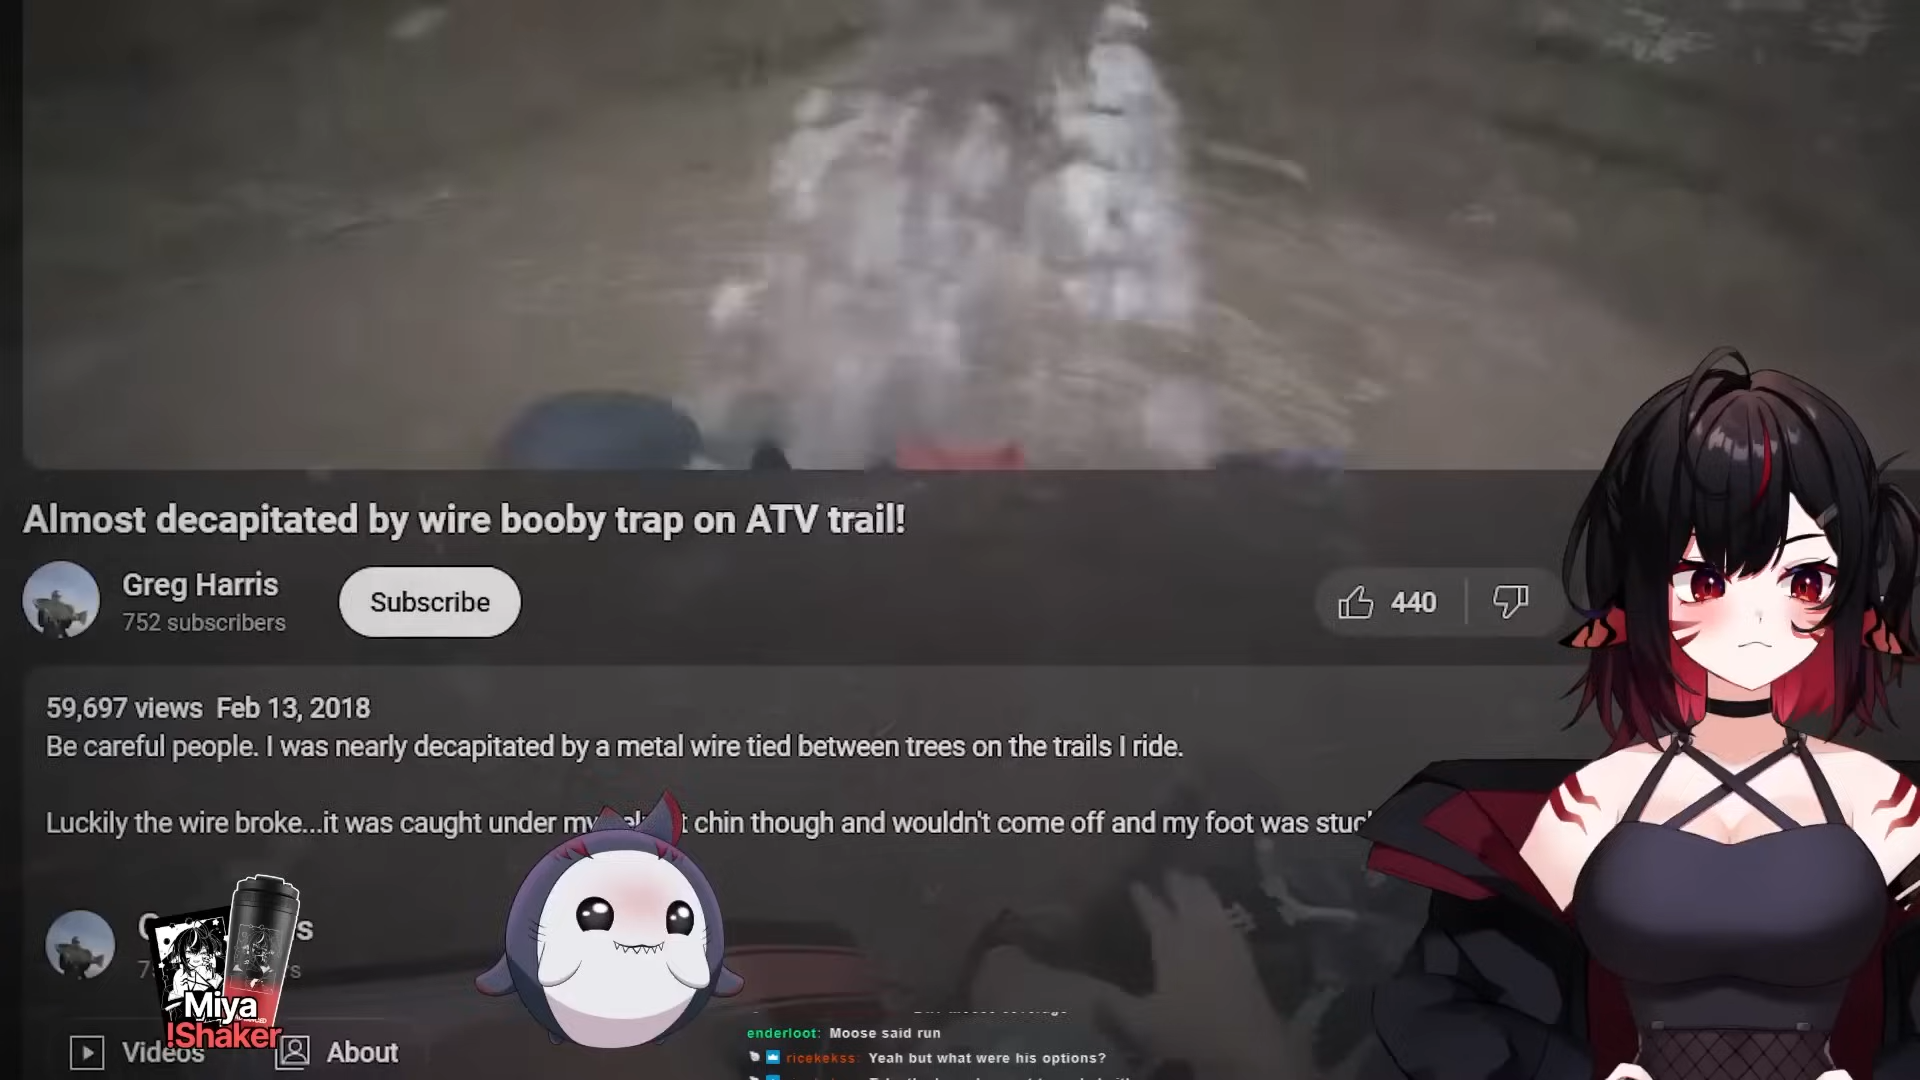 Almost decapitated by wire booby trap on ATV trail!
Greg Harris
752 subscribers
Subscribe
440
59,697 views Feb 13, 2018
Be careful people. I was nearly decapitated by a metal wire tied between trees on the trails I ride.
Luckily the wire broke...it was caught under my chin though and wouldn't come off and my foot was
Miya
!Shaker
Videos
About
enderloot: Moose said run
ricekekss: Yeah but what were his options?